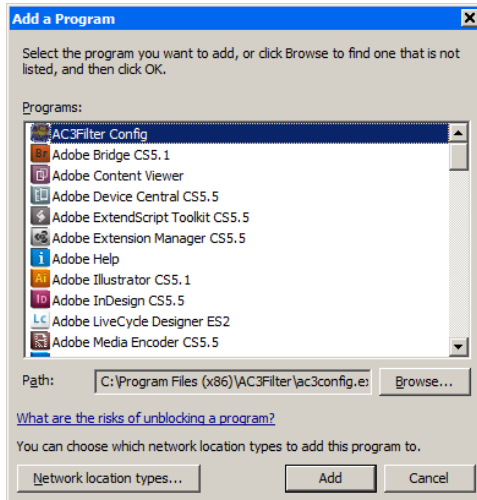 Add a Program
Select the program you want to add, or click Browse to find one that is not
listed, and then click OK.
Programs:
AC3Filter Config
Br Adobe Bridge CS5.1
Adobe Content Viewer
Adobe Device Central CS5.5
Adobe ExtendScript Toolkit CS5.5
Adobe Extension Manager CS5.5
i Adobe Help
Ai Adobe Illustrator CS5.1
ID Adobe InDesign CS5.5
LC Adobe LiveCycle Designer ES2
Adobe Media Encoder CS5.5
Path: C:\Program Files (x86)\AC3Filter\ac3config.ex Browse...
What are the risks of unblocking a program?
You can choose which network location types to add this program to.
Network location types... Add Cancel